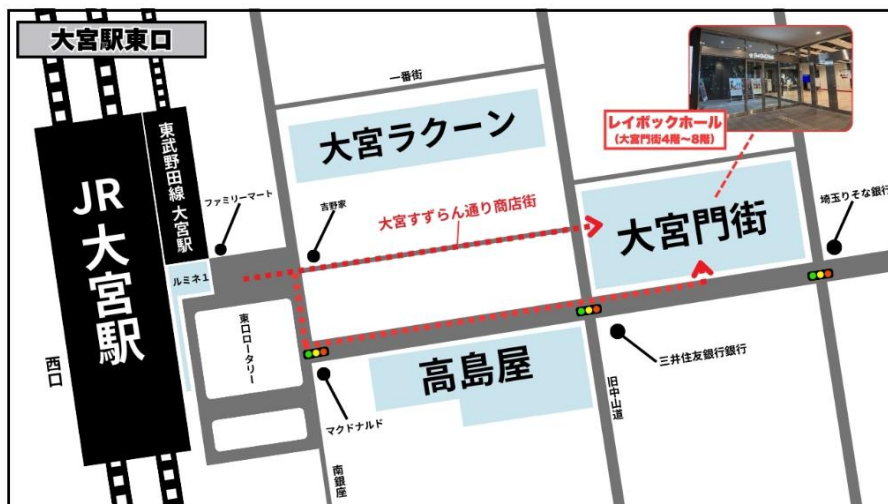 大宮駅東口
一番街
レイボックホール
(大宮門街4階〜8階)
大宮ラクーン
東武野田線 大宮駅
ファミリーマート
吉野家
大宮すずらん通り商店街
大宮門街
埼玉りそな銀行
JR 大宮駅
ルミネ1
西口
東口ロータリー
高島屋
三井住友銀行銀行
旧中山道
マクドナルド
南銀座